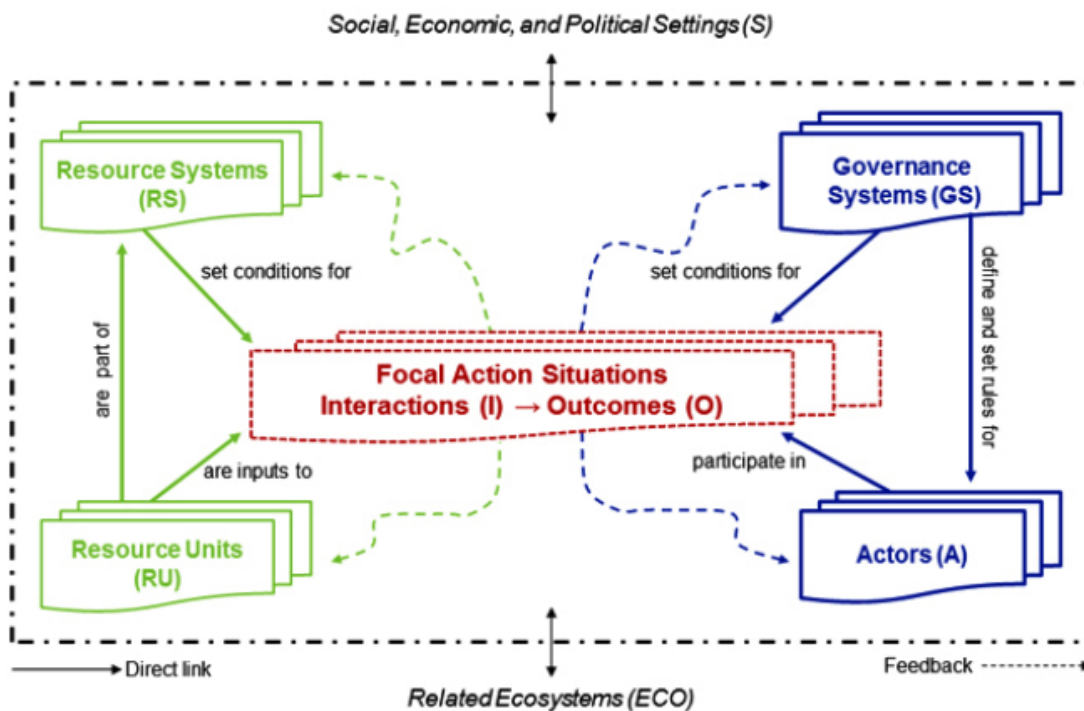 Social, Economic, and Political Settings (S)
Resource Systems
(RS)
Governance
Systems (GS)
set conditions for
set conditions for
are part of
define and set rules for
Focal Action Situations
Interactions (I) → Outcomes (O)
are inputs to
participate in
Resource Units
(RU)
Actors (A)
Direct link
Feedback
Related Ecosystems (ECO)